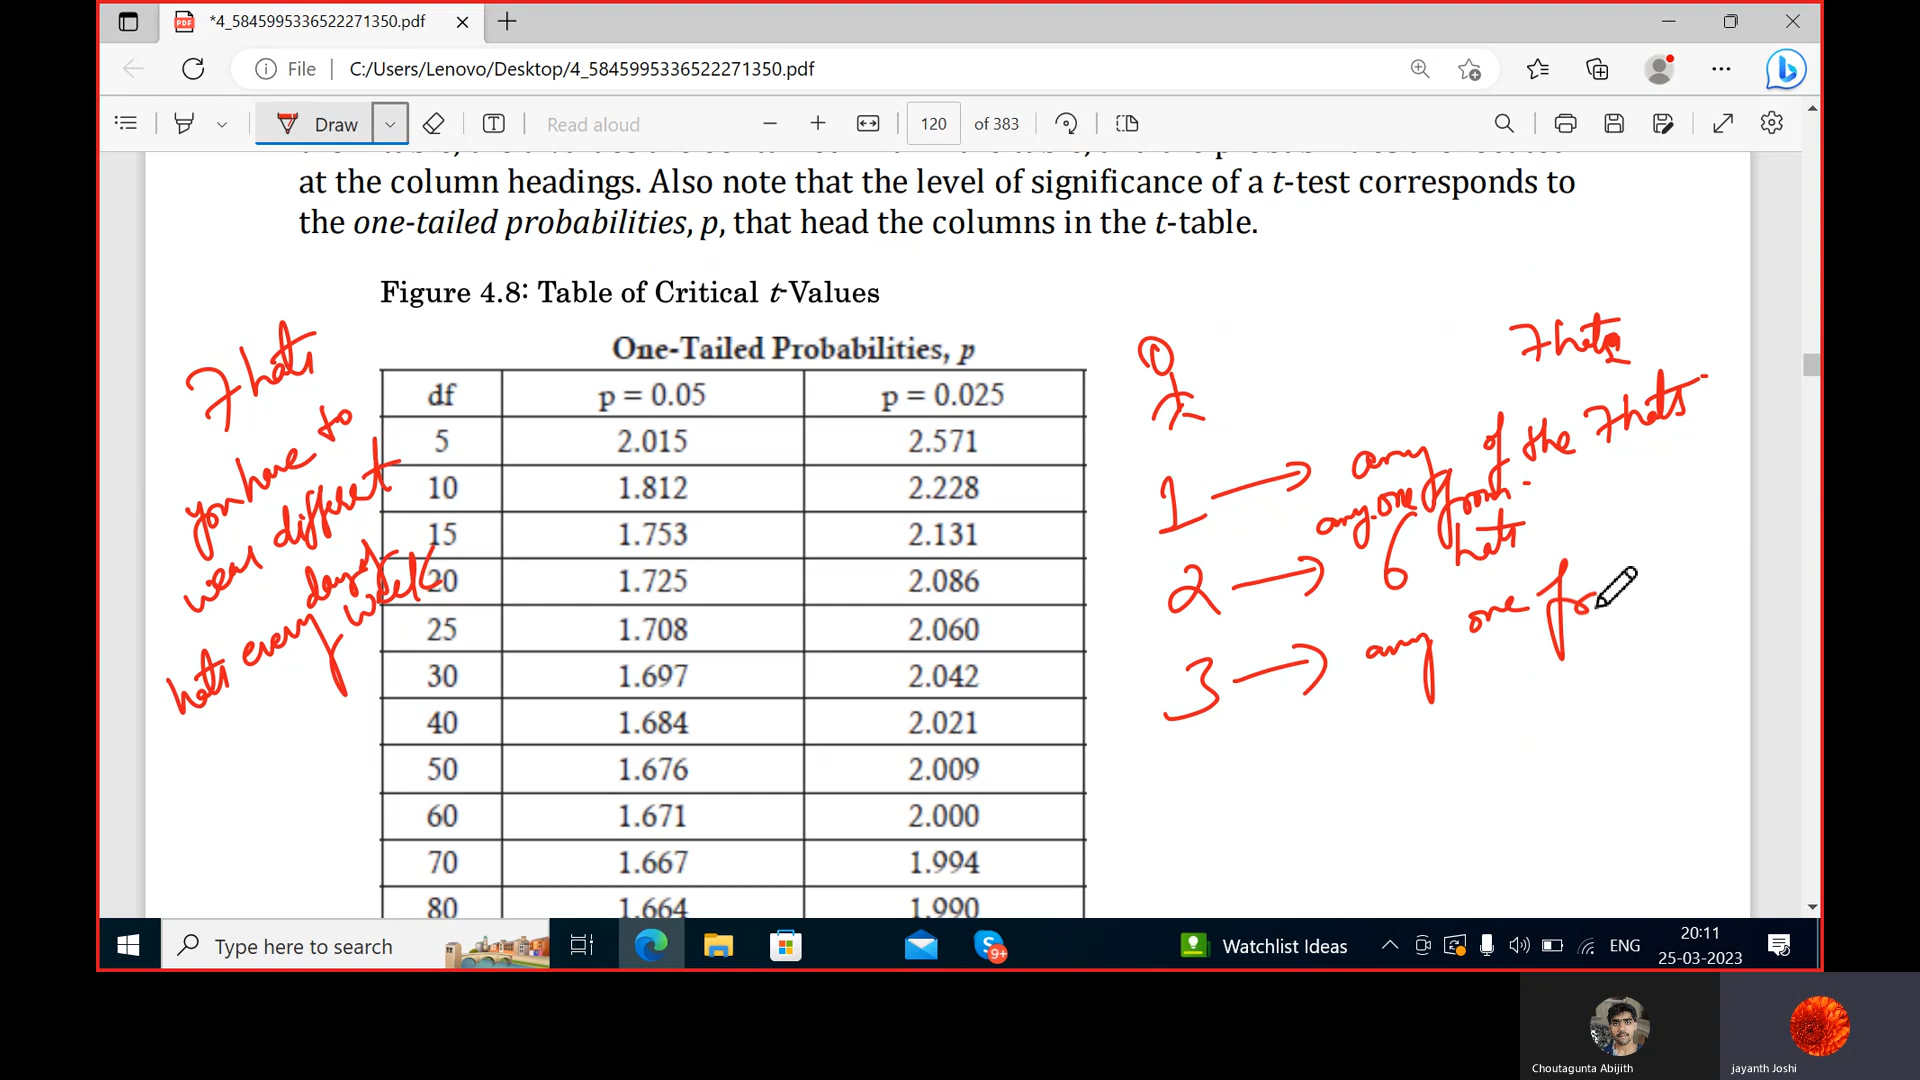 *4_5845995336522271350.pdf
File
C:/Users/Lenovo/Desktop/4_5845995336522271350.pdf
Draw
Read aloud
120 of 383
at the column headings. Also note that the level of significance of a t-test corresponds to
the one-tailed probabilities, p, that head the columns in the t-table.
Figure 4.8: Table of Critical t-Values
One-Tailed Probabilities, p
df p = 0.05 p = 0.025
5 2.015 2.571
10 1.812 2.228
15 1.753 2.131
20 1.725 2.086
25 1.708 2.060
30 1.697 2.042
40 1.684 2.021
50 1.676 2.009
60 1.671 2.000
70 1.667 1.994
80 1.664 1.990
7 hats
you have to
wear different
hats every
day of
week
7 hats
1 → any of the 7 hats
any one from
2 → 6 hats
3 → any one fro
Type here to search
9+
Watchlist Ideas
ENG
20:11
25-03-2023
Choutagunta Abijith
jayanth Joshi